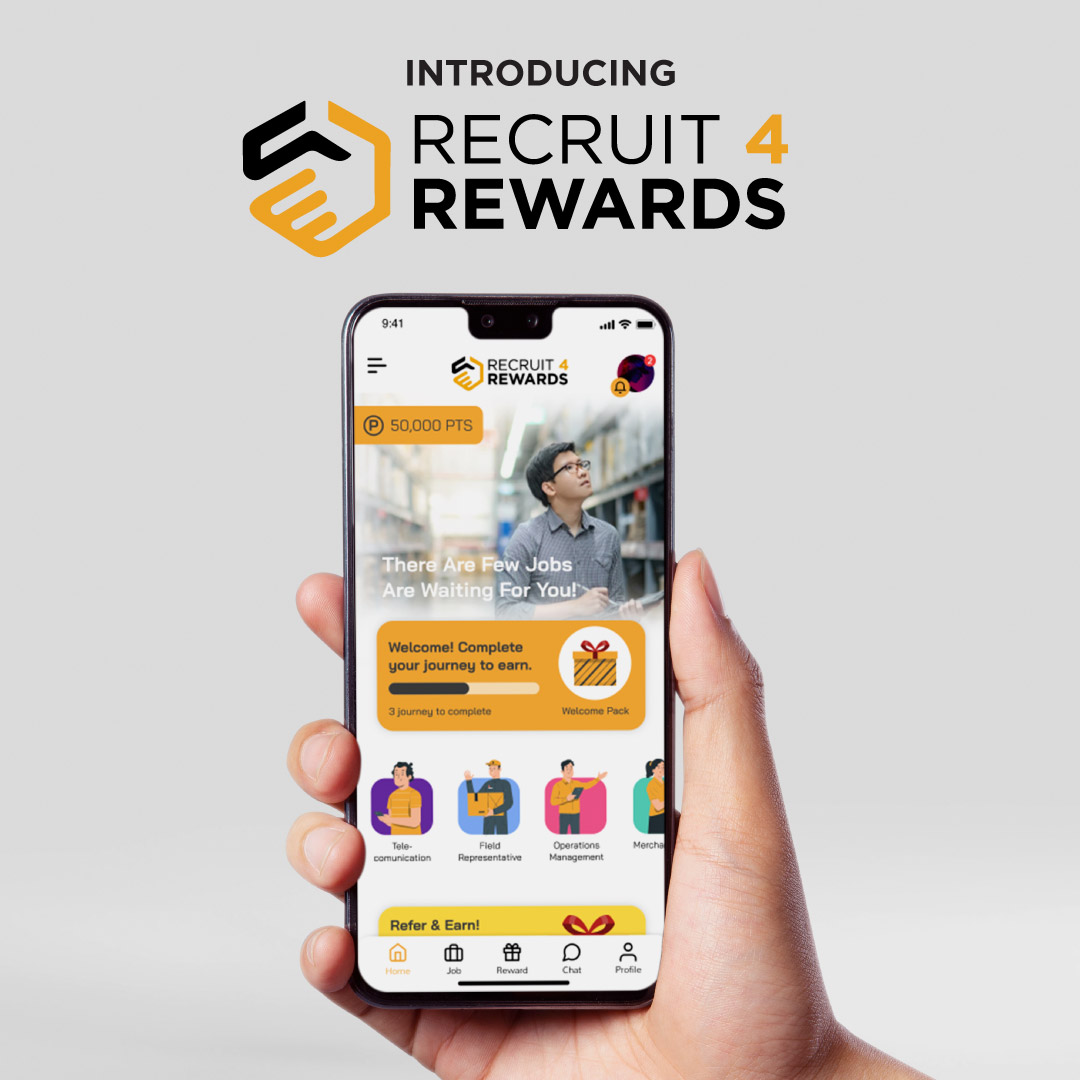 INTRODUCING
RECRUIT 4
REWARDS
9:41
RECRUIT 4
REWARDS
2
P 50,000 PTS
There Are Few Jobs
Are Waiting For You!
Welcome! Complete
your journey to earn.
3 journey to complete
Welcome Pack
Tele-
comunication
Field
Representative
Operations
Management
Mercha
Refer & Earn!
Home
Job
Reward
Chat
Profile